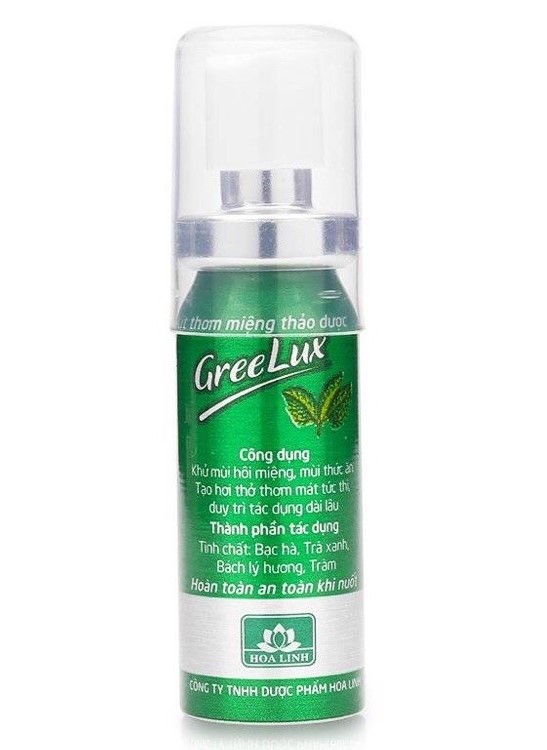 thơm miệng thảo dược
GreeLux
Công dụng
Khử mùi hôi miệng, mùi thức ăn,
Tạo hơi thở thơm mát tức thì,
duy trì tác dụng dài lâu
Thành phần tác dụng
Tinh chất: Bạc hà, Trà xanh,
Bách lý hương, Tràm
Hoàn toàn an toàn khi nuốt
HOA LINH
CÔNG TY TNHH DƯỢC PHẨM HOA LINH